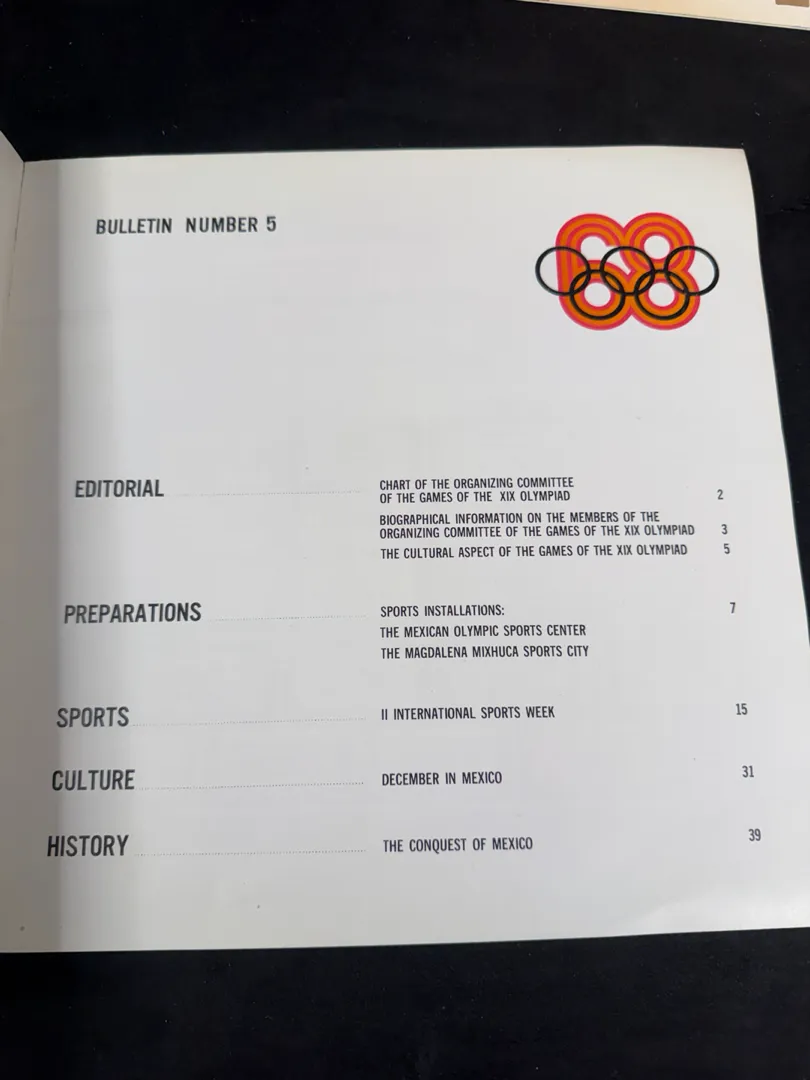 BULLETIN NUMBER 5
68
EDITORIAL
CHART OF THE ORGANIZING COMMITTEE
OF THE GAMES OF THE XIX OLYMPIAD 2
BIOGRAPHICAL INFORMATION ON THE MEMBERS OF THE
ORGANIZING COMMITTEE OF THE GAMES OF THE XIX OLYMPIAD 3
THE CULTURAL ASPECT OF THE GAMES OF THE XIX OLYMPIAD 5
PREPARATIONS
SPORTS INSTALLATIONS: 7
THE MEXICAN OLYMPIC SPORTS CENTER
THE MAGDALENA MIXHUCA SPORTS CITY
SPORTS
II INTERNATIONAL SPORTS WEEK 15
CULTURE
DECEMBER IN MEXICO 31
HISTORY
THE CONQUEST OF MEXICO 39